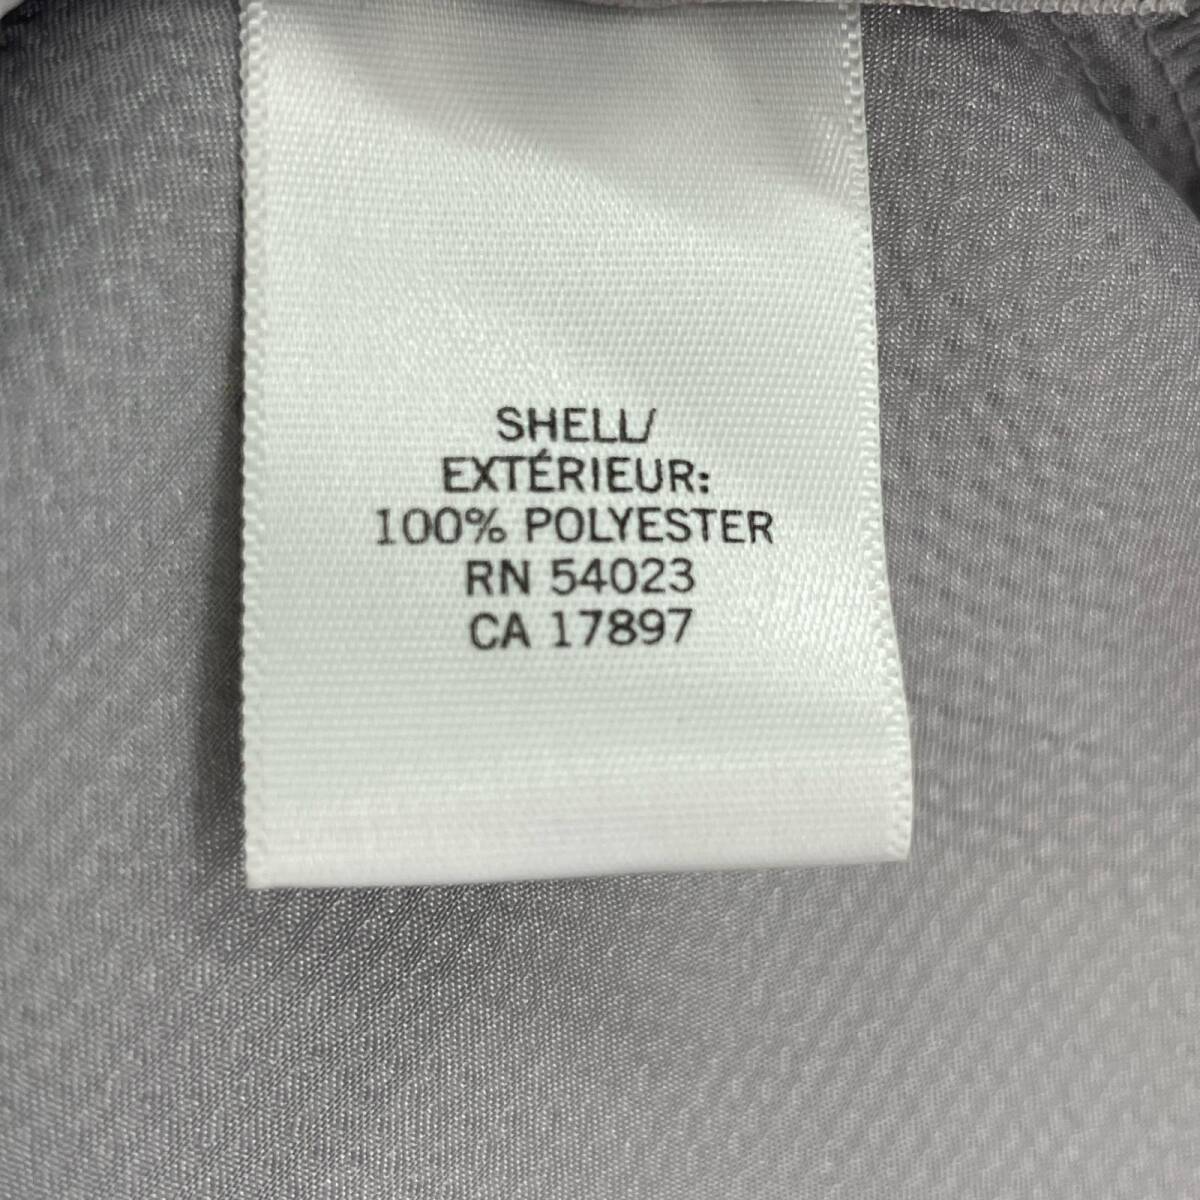 SHELL/
EXTÉRIEUR:
100% POLYESTER
RN 54023
CA 17897